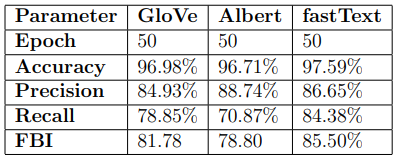 Parameter GloVe Albert fastText
Epoch 50 50 50
Accuracy 96.98% 96.71% 97.59%
Precision 84.93% 88.74% 86.65%
Recall 78.85% 70.87% 84.38%
FBI 81.78 78.80 85.50%